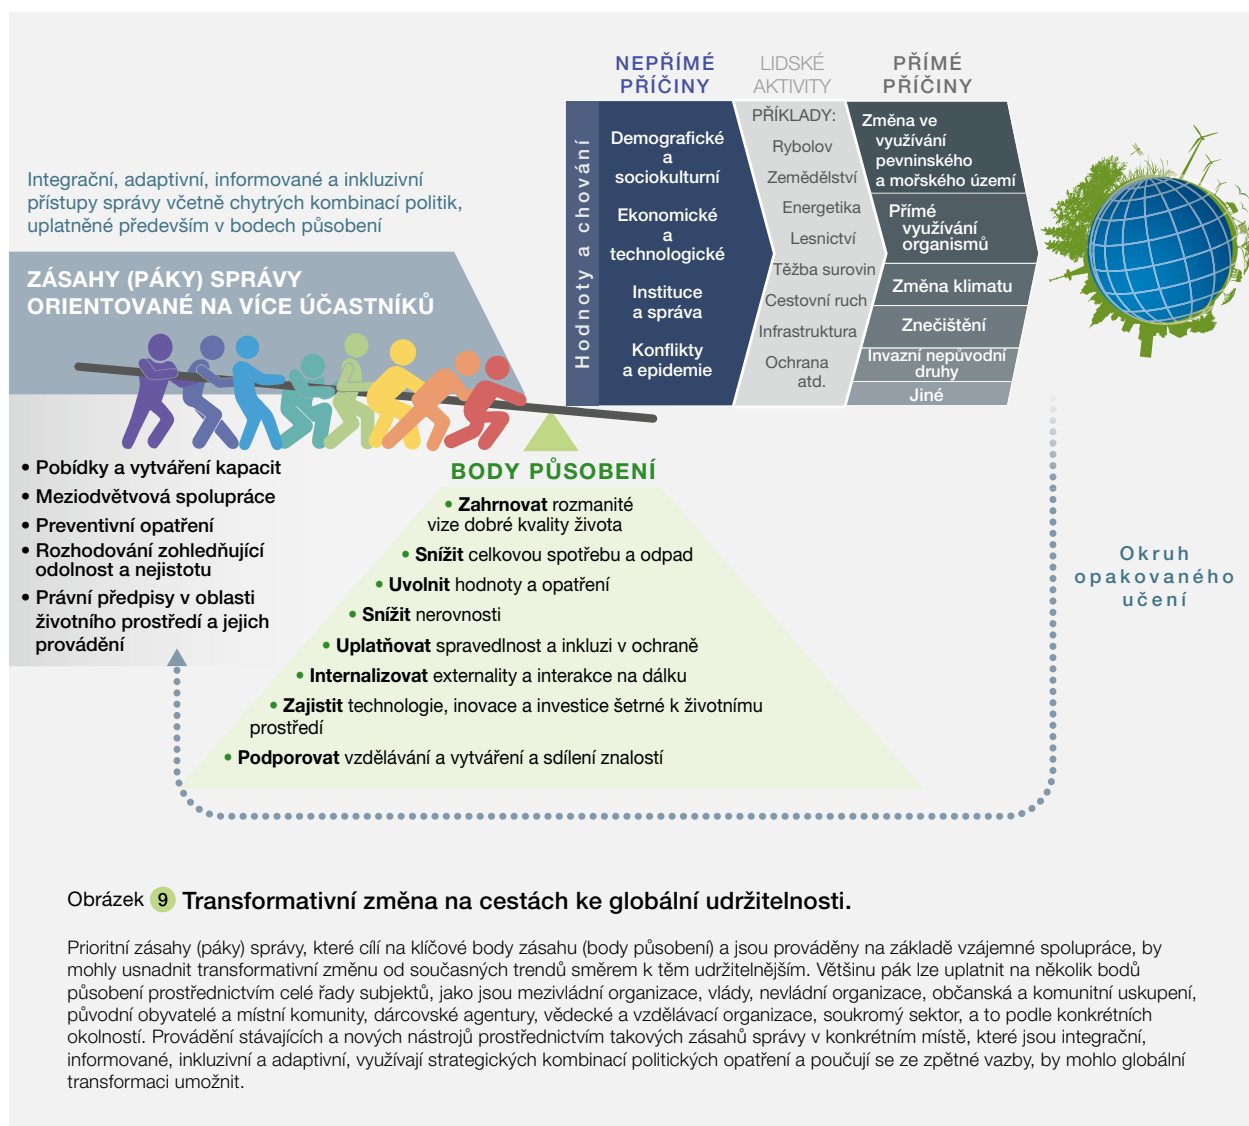 NEPŘÍMÉ
PŘÍČINY
LIDSKÉ
AKTIVITY
PŘÍMÉ
PŘÍČINY
Hodnoty a chování
Demografické
a
sociokulturní
Ekonomické
a
technologické
Instituce
a správa
Konflikty
a epidemie
PŘÍKLADY:
Rybolov
Zemědělství
Energetika
Lesnictví
Těžba surovin
Cestovní ruch
Infrastruktura
Ochrana
atd.
Změna ve
využívání
pevninského
a mořského území
Přímé
využívání
organismů
Změna klimatu
Znečištění
Invazní nepůvodní
druhy
Jiné
Integrační, adaptivní, informované a inkluzivní
přístupy správy včetně chytrých kombinací politik,
uplatněné především v bodech působení
ZÁSAHY (PÁKY) SPRÁVY
ORIENTOVANÉ NA VÍCE ÚČASTNÍKŮ
• Pobídky a vytváření kapacit
• Meziodvětvová spolupráce
• Preventivní opatření
• Rozhodování zohledňující
odolnost a nejistotu
• Právní předpisy v oblasti
životního prostředí a jejich
provádění
BODY PŮSOBENÍ
• Zahrnovat rozmanité
vize dobré kvality života
• Snížit celkovou spotřebu a odpad
• Uvolnit hodnoty a opatření
• Snížit nerovnosti
• Uplatňovat spravedlnost a inkluzi v ochraně
• Internalizovat externality a interakce na dálku
• Zajistit technologie, inovace a investice šetrné k životnímu
prostředí
• Podporovat vzdělávání a vytváření a sdílení znalostí
Okruh
opakovaného
učení
Obrázek 9 Transformativní změna na cestách ke globální udržitelnosti.
Prioritní zásahy (páky) správy, které cílí na klíčové body zásahu (body působení) a jsou prováděny na základě vzájemné spolupráce, by
mohly usnadnit transformativní změnu od současných trendů směrem k těm udržitelnějším. Většinu pák lze uplatnit na několik bodů
působení prostřednictvím celé řady subjektů, jako jsou mezivládní organizace, vlády, nevládní organizace, občanská a komunitní uskupení,
původní obyvatelé a místní komunity, dárcovské agentury, vědecké a vzdělávací organizace, soukromý sektor, a to podle konkrétních
okolností. Provádění stávajících a nových nástrojů prostřednictvím takových zásahů správy v konkrétním místě, které jsou integrační,
informované, inkluzivní a adaptivní, využívají strategických kombinací politických opatření a poučují se ze zpětné vazby, by mohlo globální
transformaci umožnit.